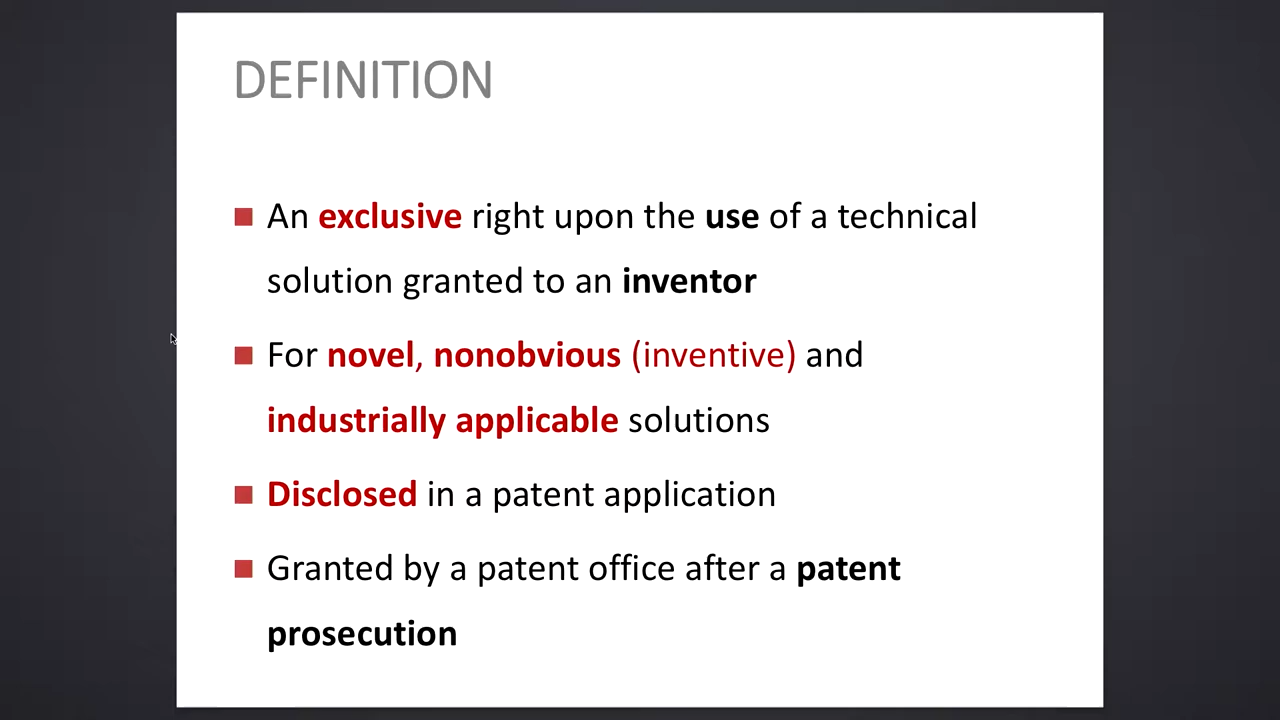 DEFINITION
An exclusive right upon the use of a technical
solution granted to an inventor
For novel, nonobvious (inventive) and
industrially applicable solutions
Disclosed in a patent application
Granted by a patent office after a patent
prosecution